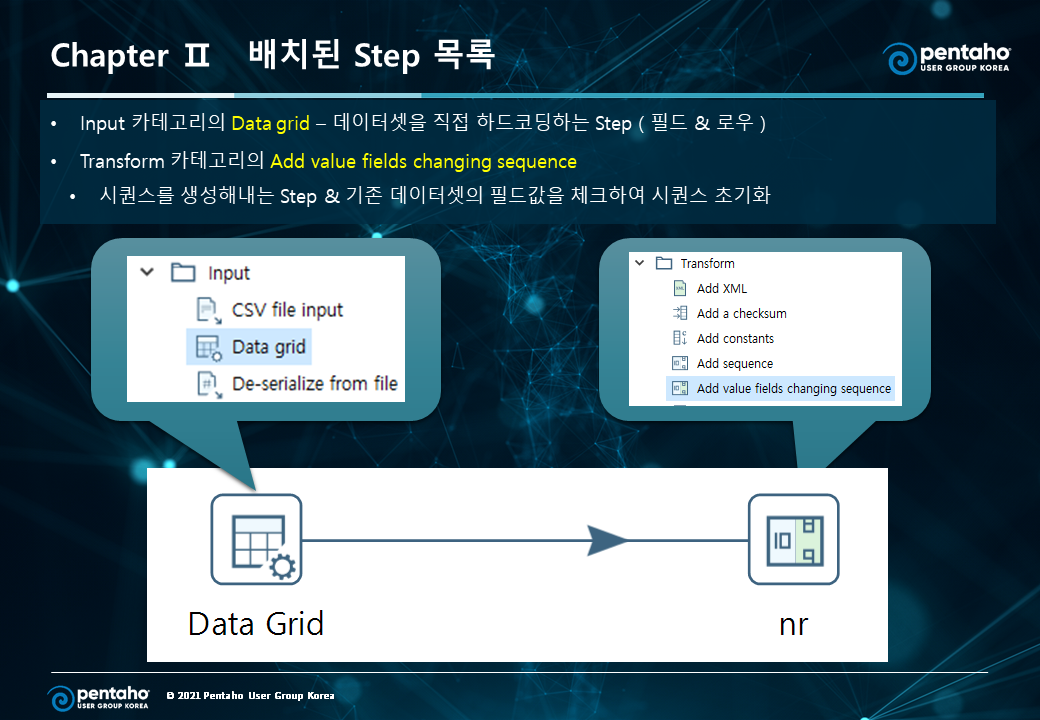 Chapter Ⅱ 배치된 Step 목록
pentaho
USER GROUP KOREA
• Input 카테고리의 Data grid – 데이터셋을 직접 하드코딩하는 Step ( 필드 & 로우 )
• Transform 카테고리의 Add value fields changing sequence
• 시퀀스를 생성해내는 Step & 기존 데이터셋의 필드값을 체크하여 시퀀스 초기화
Input
CSV file input
Data grid
De-serialize from file
Transform
Add XML
Add a checksum
Add constants
Add sequence
Add value fields changing sequence
Data Grid
nr
pentaho
USER GROUP KOREA
© 2021 Pentaho User Group Korea